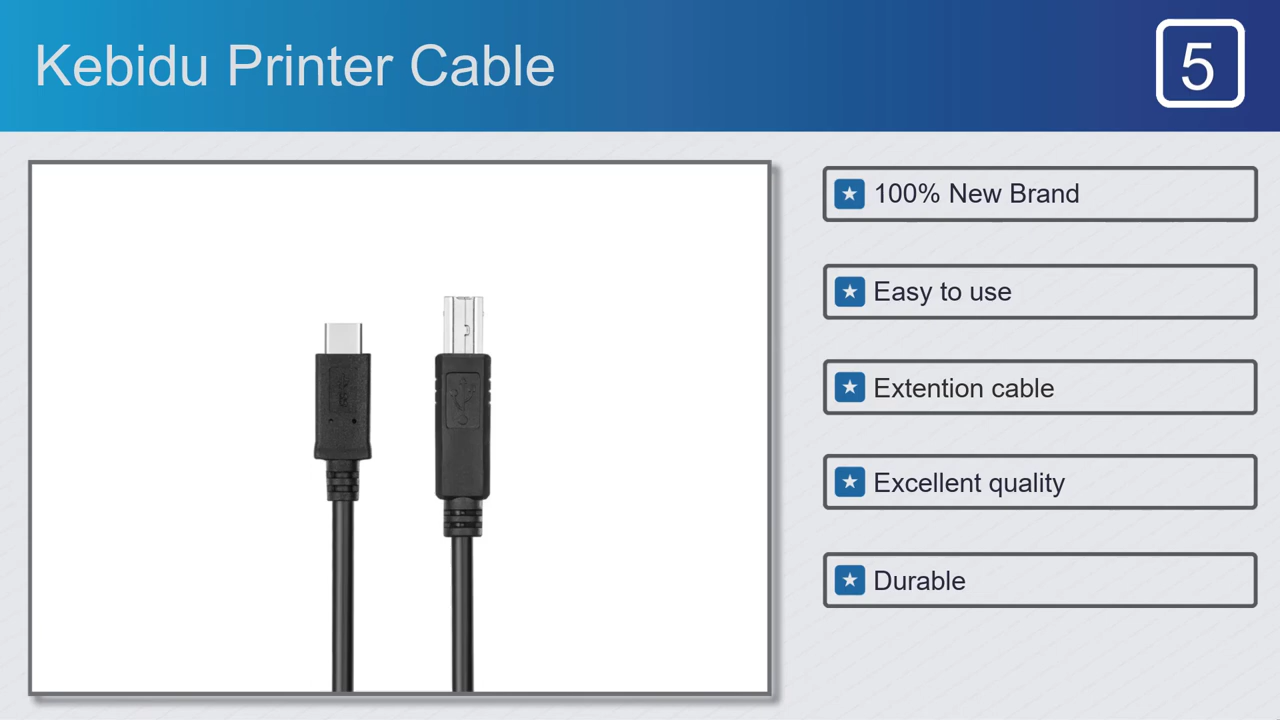 Kebidu Printer Cable
5
100% New Brand
Easy to use
Extention cable
Excellent quality
Durable